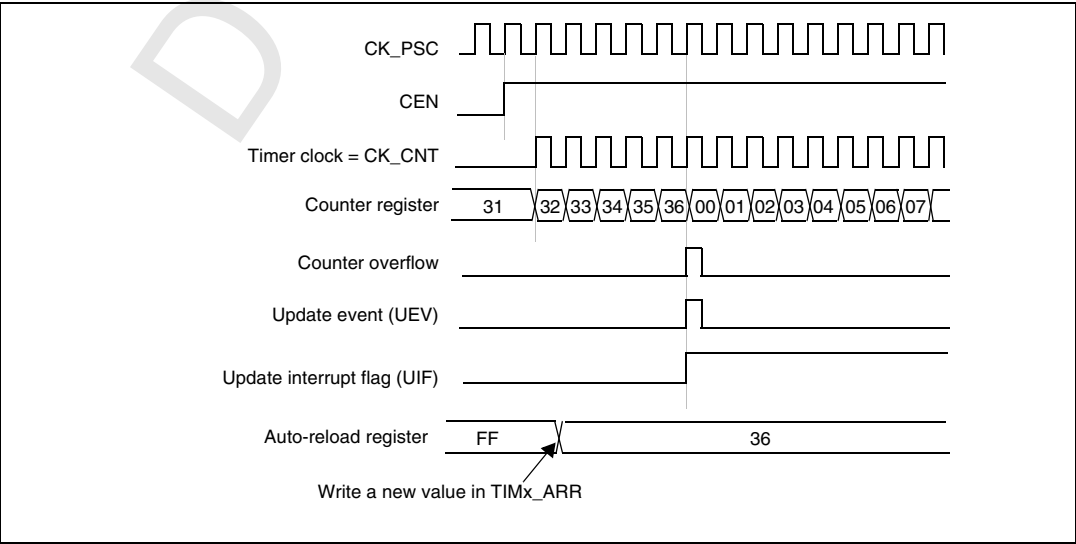 CK_PSC
CEN
Timer clock = CK_CNT
Counter register 31 32 33 34 35 36 00 01 02 03 04 05 06 07
Counter overflow
Update event (UEV)
Update interrupt flag (UIF)
Auto-reload register FF 36
Write a new value in TIMx_ARR